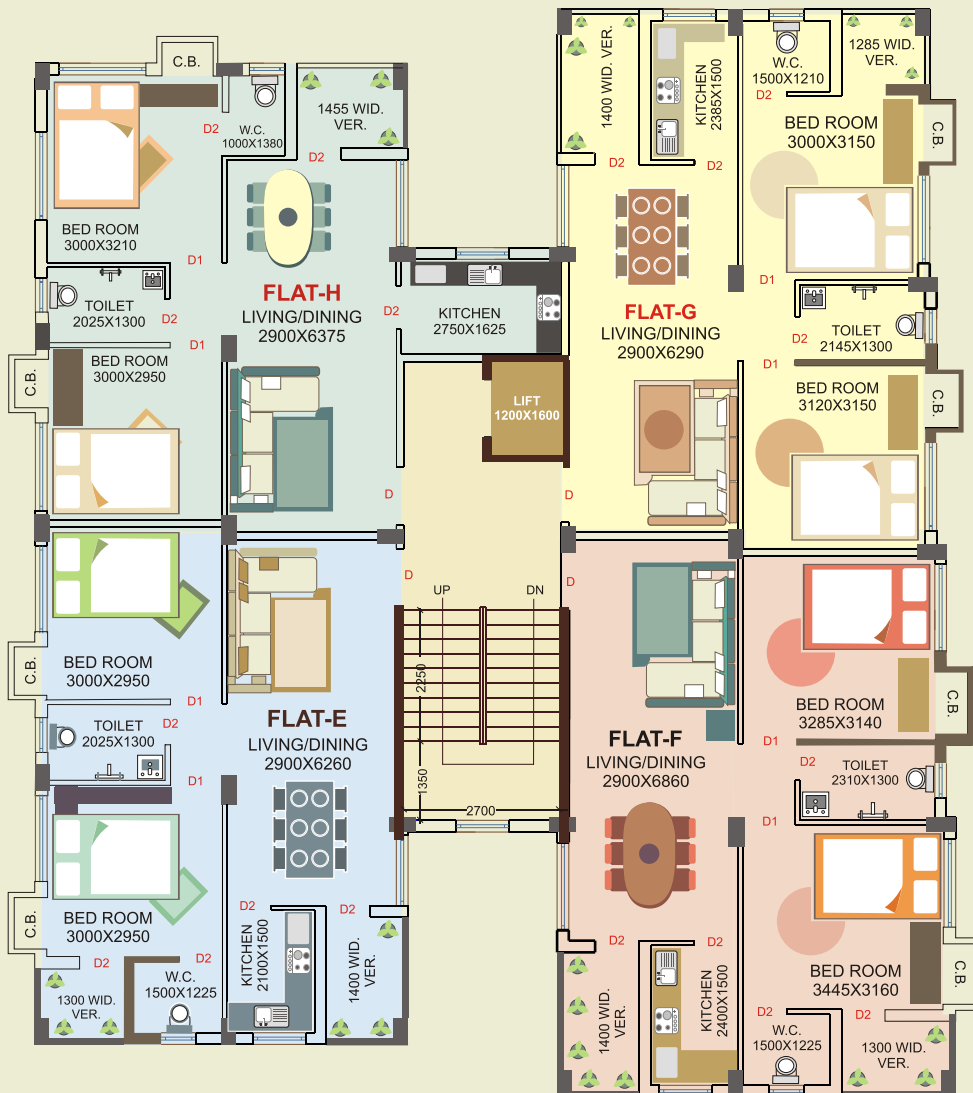 C.B.
D2
W.C.
1000X1380
1455 WID.
VER.
D2
BED ROOM
3000X3210
D1
TOILET
2025X1300
D2
FLAT-H
LIVING/DINING
2900X6375
D2
KITCHEN
2750X1625
D1
BED ROOM
3000X2950
C.B.
D
LIFT
1200X1600
1400 WID. VER.
KITCHEN
2385X1500
W.C.
1500X1210
D2
1285 WID.
VER.
D2
D2
BED ROOM
3000X3150
C.B.
D1
FLAT-G
LIVING/DINING
2900X6290
TOILET
2145X1300
D2
D1
BED ROOM
3120X3150
C.B.
D
D
UP
DN
D
2250
1350
2700
BED ROOM
3000X2950
C.B.
D1
TOILET
2025X1300
D2
FLAT-E
LIVING/DINING
2900X6260
D1
BED ROOM
3000X2950
C.B.
D2
D2
W.C.
1500X1225
1300 WID.
VER.
D2
KITCHEN
2100X1500
D2
1400 WID.
VER.
BED ROOM
3285X3140
C.B.
FLAT-F
LIVING/DINING
2900X6860
D1
D2
TOILET
2310X1300
D1
D2
D2
BED ROOM
3445X3160
C.B.
1400 WID.
VER.
KITCHEN
2400X1500
D2
W.C.
1500X1225
D2
1300 WID.
VER.